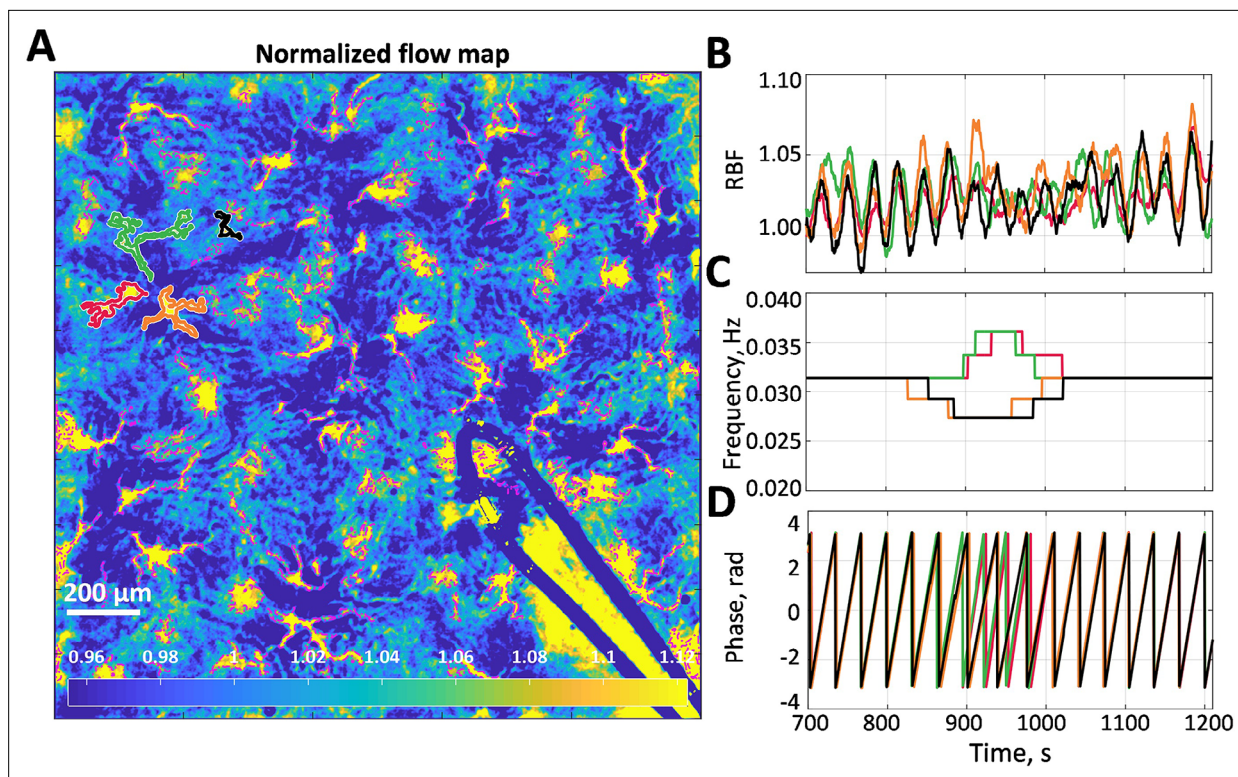 A
Normalized flow map
200 µm
0.96 0.98 1 1.02 1.04 1.06 1.08 1.1 1.12
B
1.10
1.05
1.00
RBF
C
0.040
0.035
0.030
0.025
0.020
Frequency, Hz
D
4
2
0
-2
-4
Phase, rad
700 800 900 1000 1100 1200
Time, s